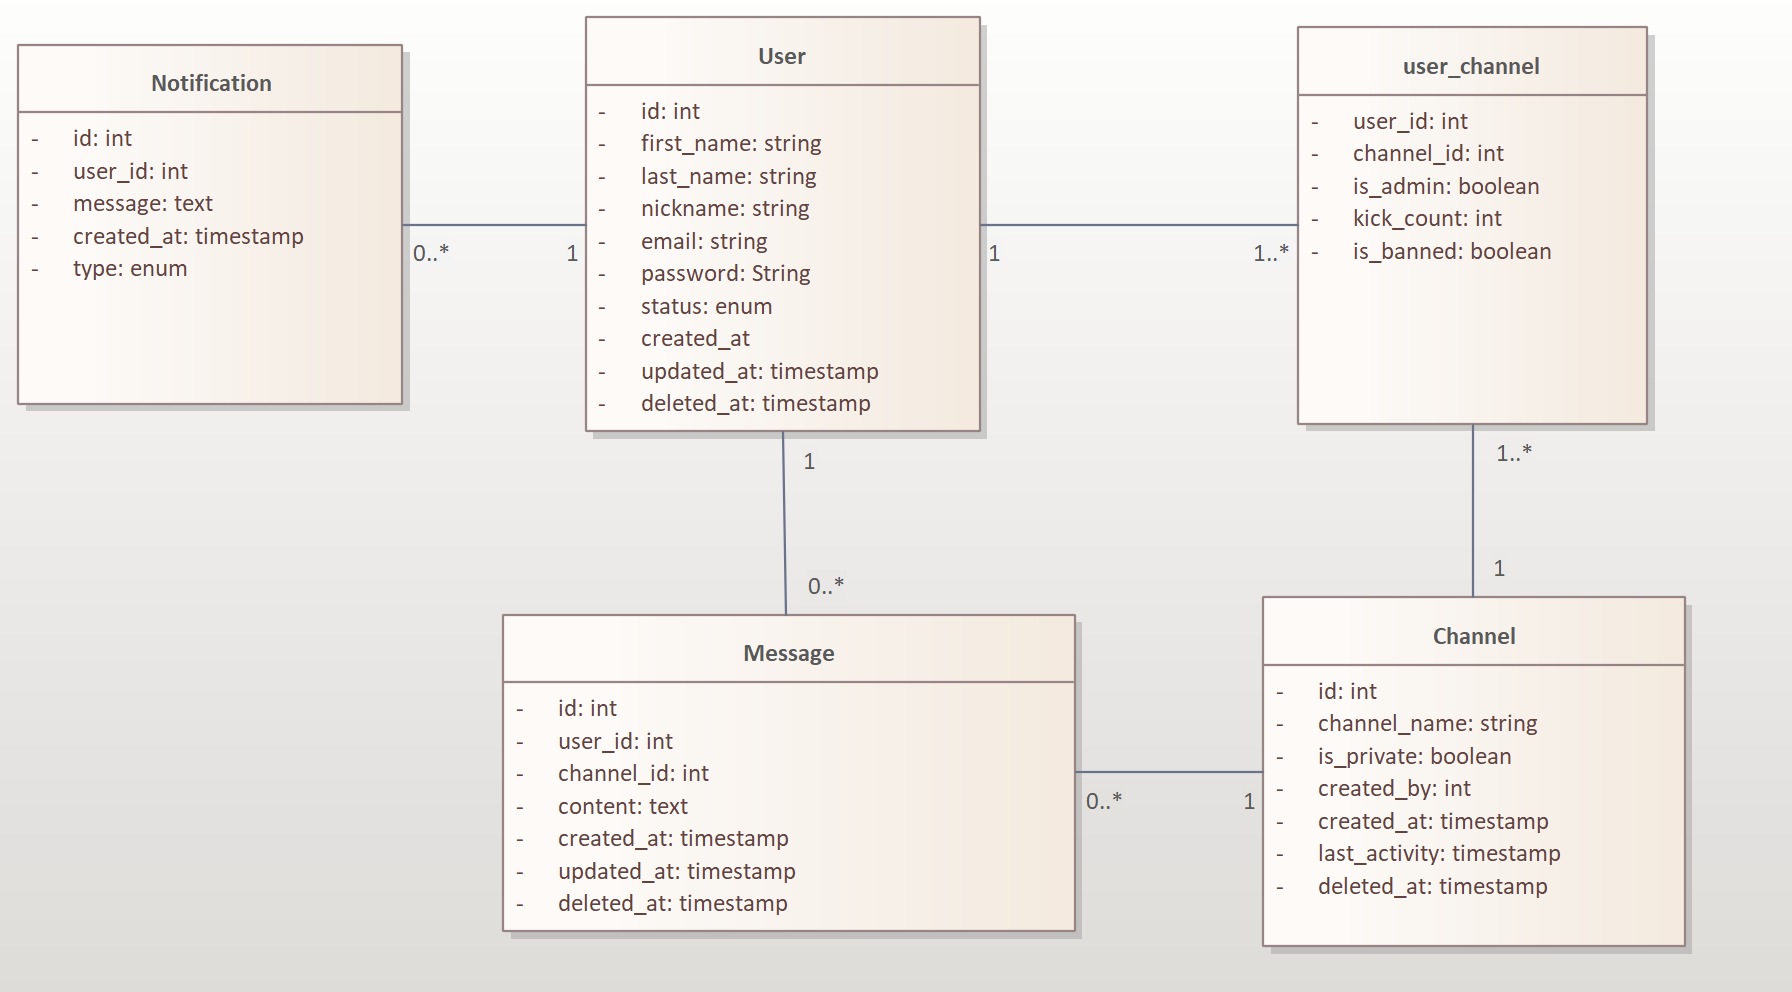 Notification
- id: int
- user_id: int
- message: text
- created_at: timestamp
- type: enum
0..*
1
User
- id: int
- first_name: string
- last_name: string
- nickname: string
- email: string
- password: String
- status: enum
- created_at
- updated_at: timestamp
- deleted_at: timestamp
1
1..*
user_channel
- user_id: int
- channel_id: int
- is_admin: boolean
- kick_count: int
- is_banned: boolean
1
0..*
1..*
1
Message
- id: int
- user_id: int
- channel_id: int
- content: text
- created_at: timestamp
- updated_at: timestamp
- deleted_at: timestamp
0..*
1
Channel
- id: int
- channel_name: string
- is_private: boolean
- created_by: int
- created_at: timestamp
- last_activity: timestamp
- deleted_at: timestamp